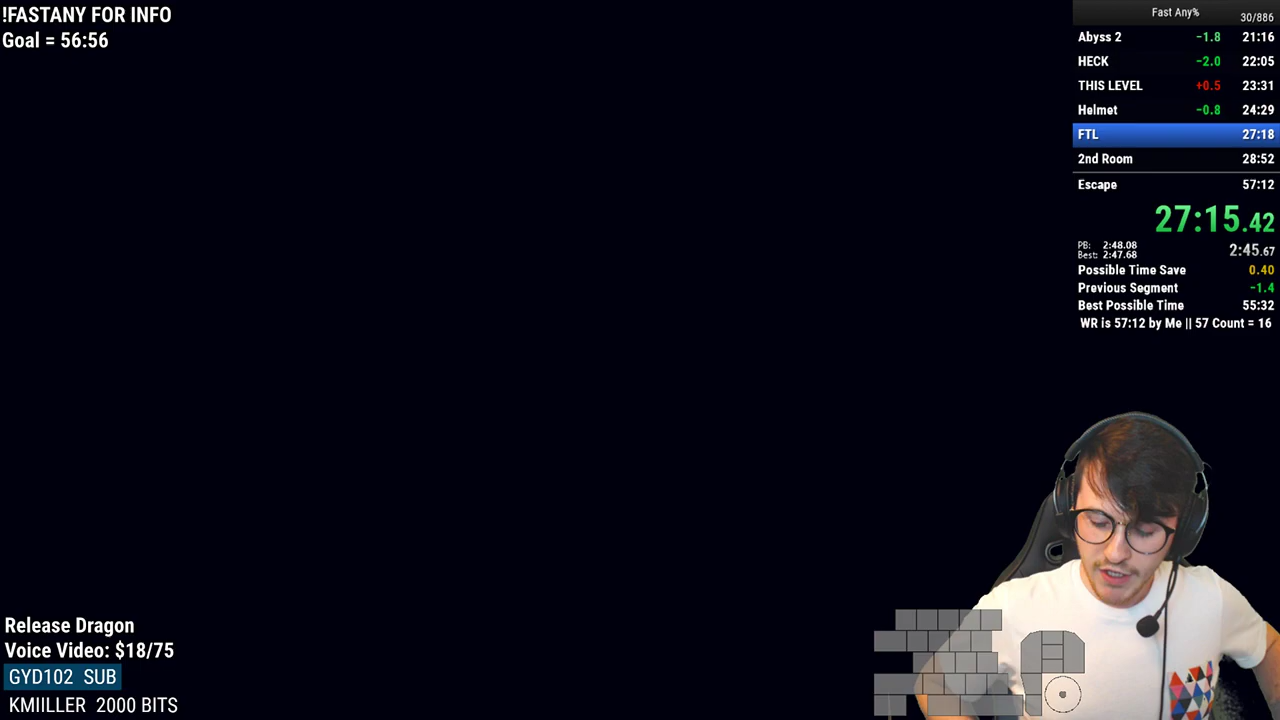 !FASTANY FOR INFO
Goal = 56:56
Fast Any% 30/886
Abyss 2 −1.8 21:16
HECK −2.0 22:05
THIS LEVEL +0.5 23:31
Helmet −0.8 24:29
FTL 27:18
2nd Room 28:52
Escape 57:12
27:15.42
PB: 2:48.08
Best: 2:47.68
2:45.67
Possible Time Save 0.40
Previous Segment −1.4
Best Possible Time 55:32
WR is 57:12 by Me || 57 Count = 16
Release Dragon
Voice Video: $18/75
GYD102 SUB
KMIILLER 2000 BITS